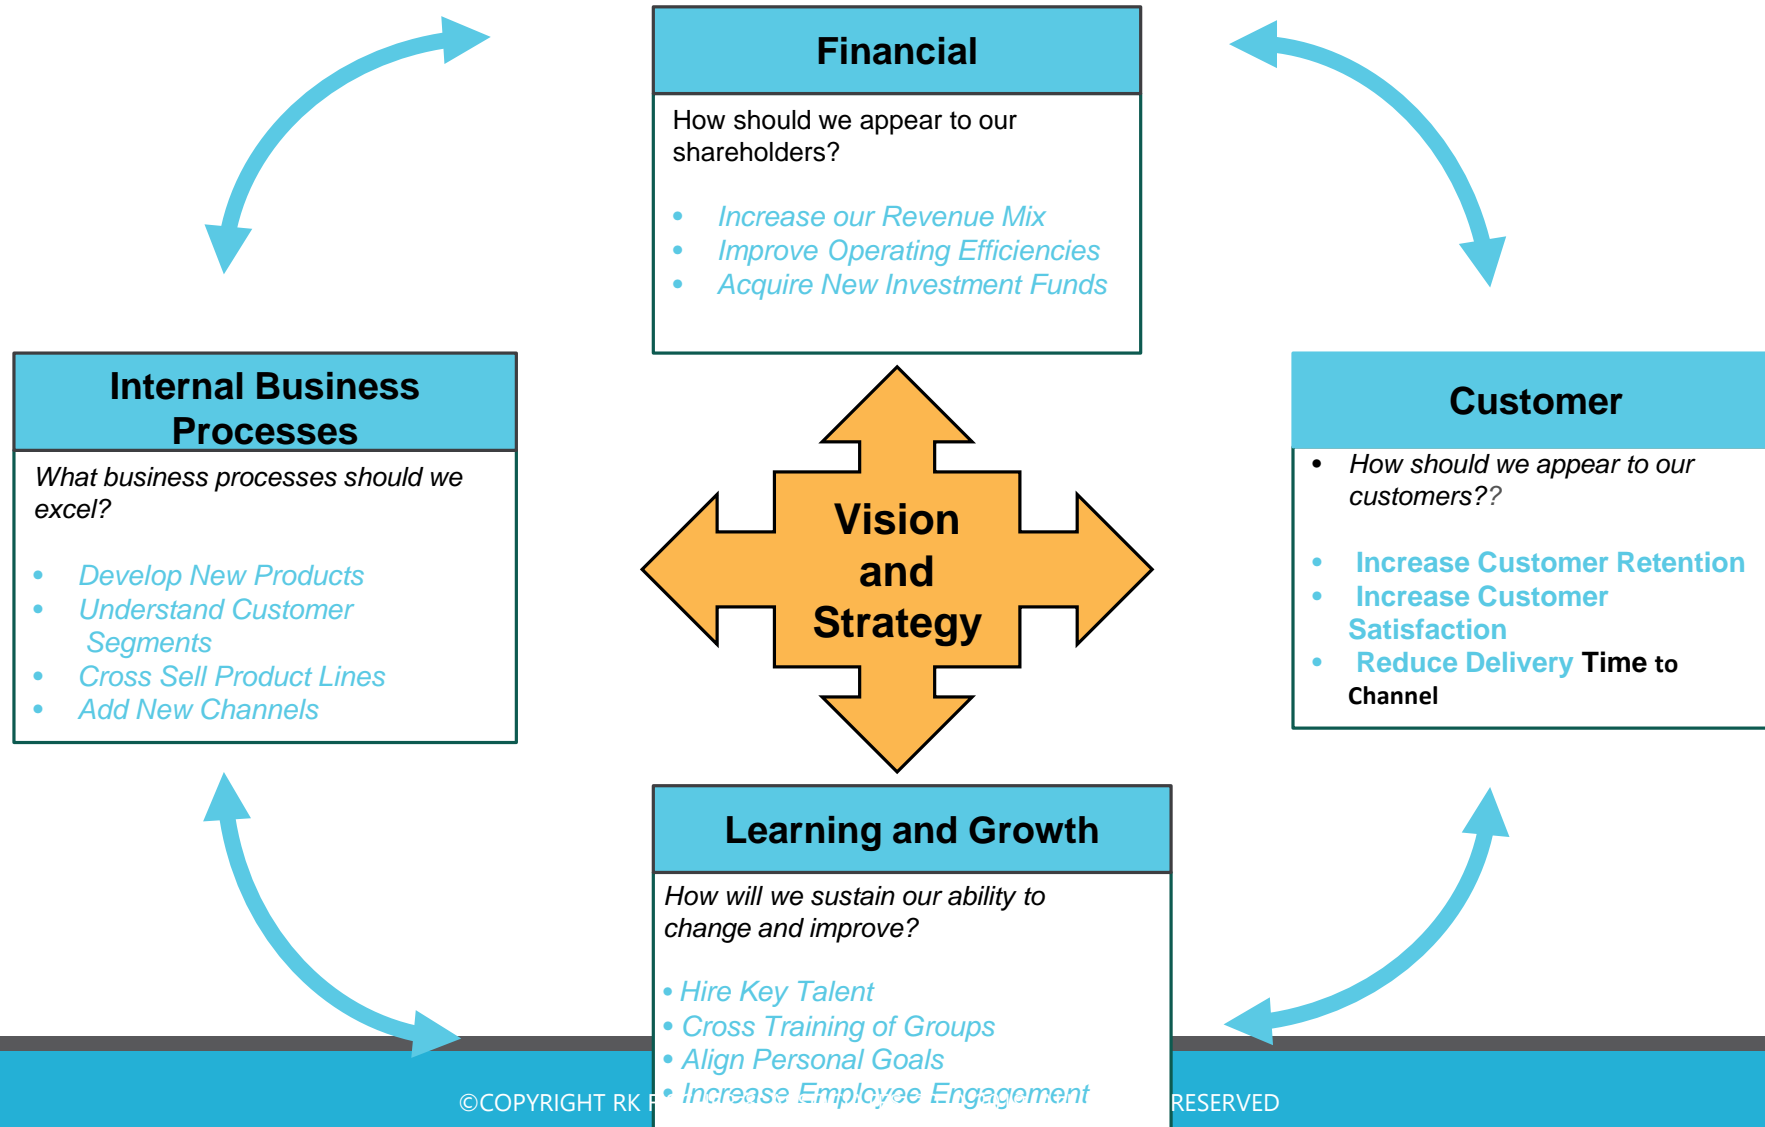 Financial
How should we appear to our
shareholders?
• Increase our Revenue Mix
• Improve Operating Efficiencies
• Acquire New Investment Funds
Internal Business
Processes
What business processes should we
excel?
• Develop New Products
• Understand Customer
Segments
• Cross Sell Product Lines
• Add New Channels
Vision
and
Strategy
Customer
• How should we appear to our
customers??
• Increase Customer Retention
• Increase Customer
Satisfaction
• Reduce Delivery Time to
Channel
Learning and Growth
How will we sustain our ability to
change and improve?
• Hire Key Talent
• Cross Training of Groups
• Align Personal Goals
• Increase Employee Engagement
©COPYRIGHT RK RESERVED